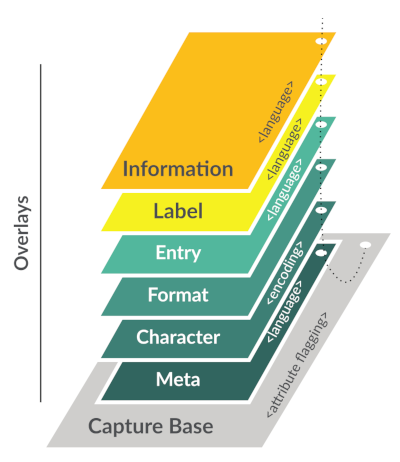 Overlays
Information
<language>
Label
<language>
Entry
<language>
Format
Character
<encoding>
Meta
<language>
Capture Base
<attribute flagging>